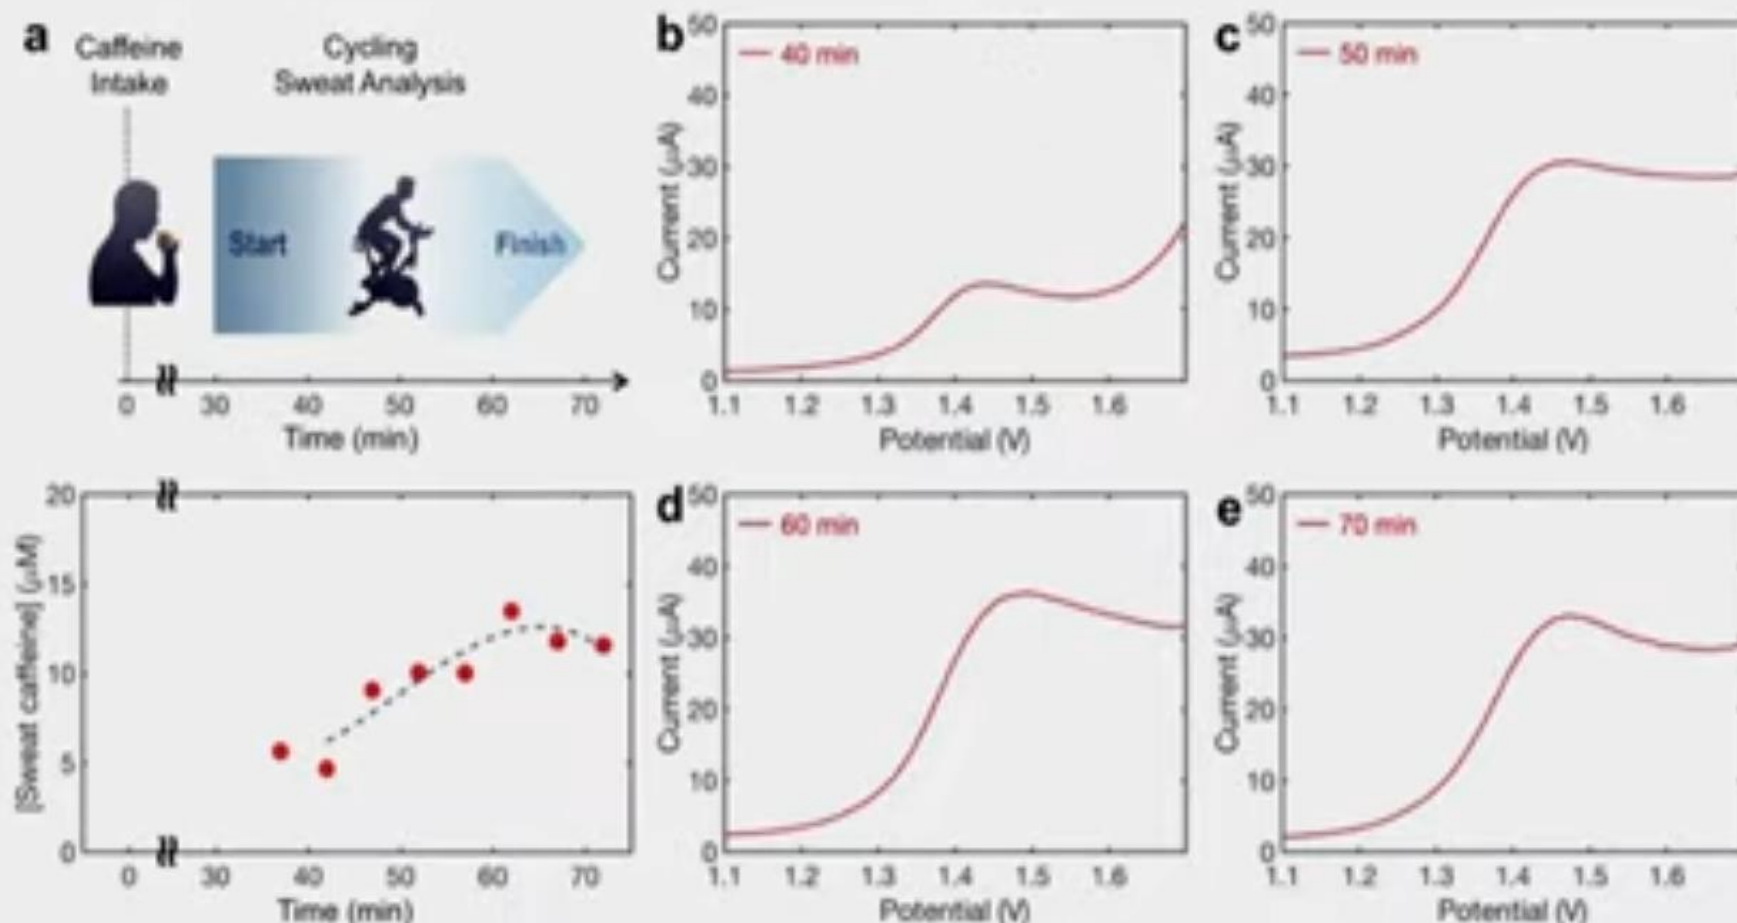 a
Caffeine
Intake
Cycling
Sweat Analysis
Start
Finish
0 30 40 50 60 70
Time (min)
20
15
10
5
0
[Sweat caffeine] (μM)
0 30 40 50 60 70
Time (min)
b
40 min
50
40
30
20
10
0
Current (μA)
1.1 1.2 1.3 1.4 1.5 1.6
Potential (V)
c
50 min
50
40
30
20
10
0
Current (μA)
1.1 1.2 1.3 1.4 1.5 1.6
Potential (V)
d
60 min
50
40
30
20
10
0
Current (μA)
1.1 1.2 1.3 1.4 1.5 1.6
Potential (V)
e
70 min
50
40
30
20
10
0
Current (μA)
1.1 1.2 1.3 1.4 1.5 1.6
Potential (V)